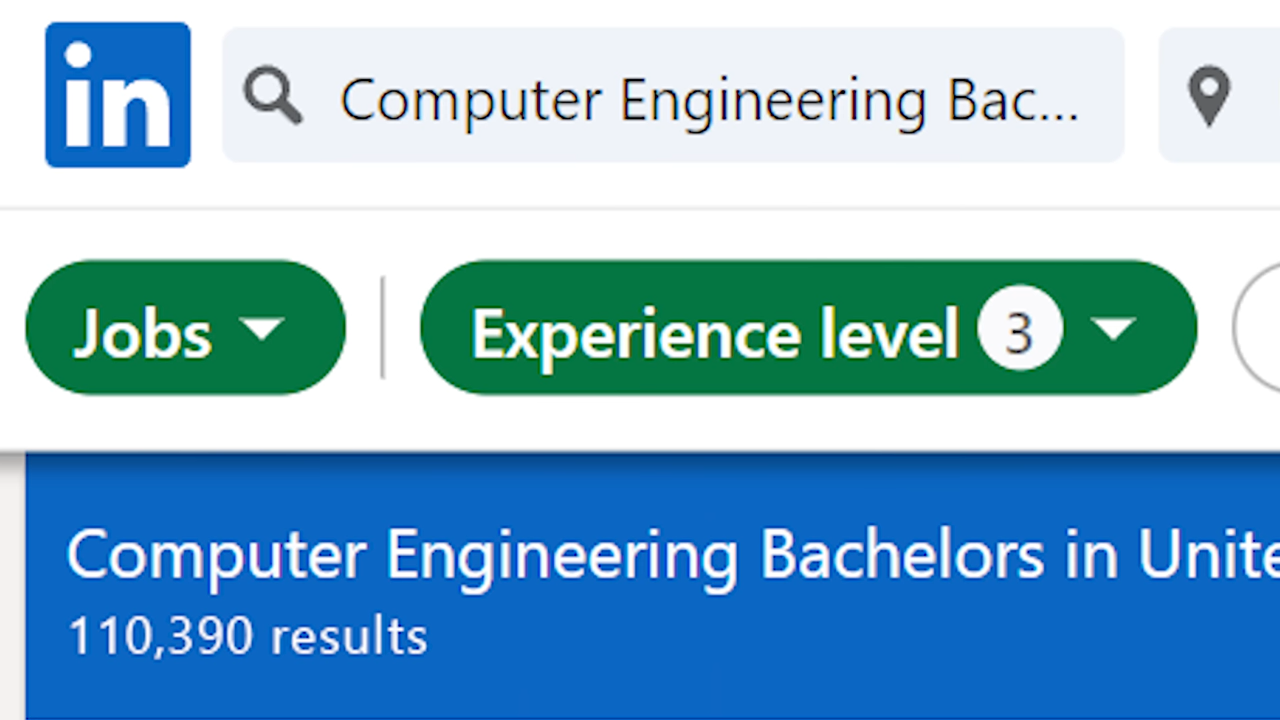 in
Computer Engineering Bac...
Jobs
Experience level 3
Computer Engineering Bachelors in Unite
110,390 results